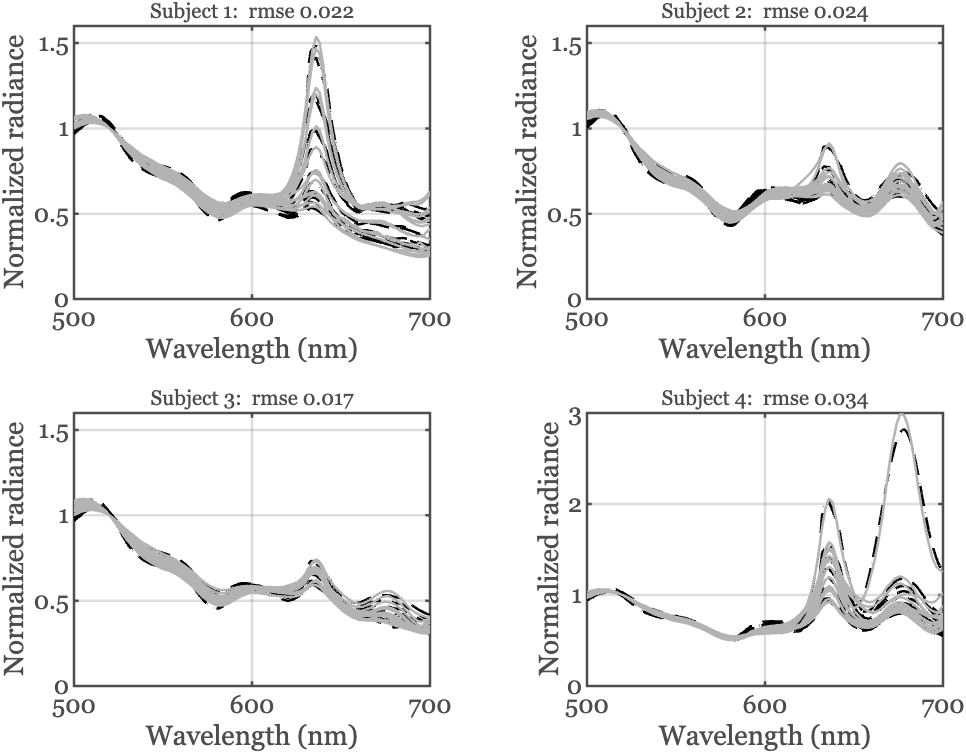 Subject 1: rmse 0.022
Normalized radiance
1.5
1
0.5
0
500
600
700
Wavelength (nm)
Subject 2: rmse 0.024
Normalized radiance
1.5
1
0.5
0
500
600
700
Wavelength (nm)
Subject 3: rmse 0.017
Normalized radiance
1.5
1
0.5
0
500
600
700
Wavelength (nm)
Subject 4: rmse 0.034
Normalized radiance
3
2
1
0
500
600
700
Wavelength (nm)